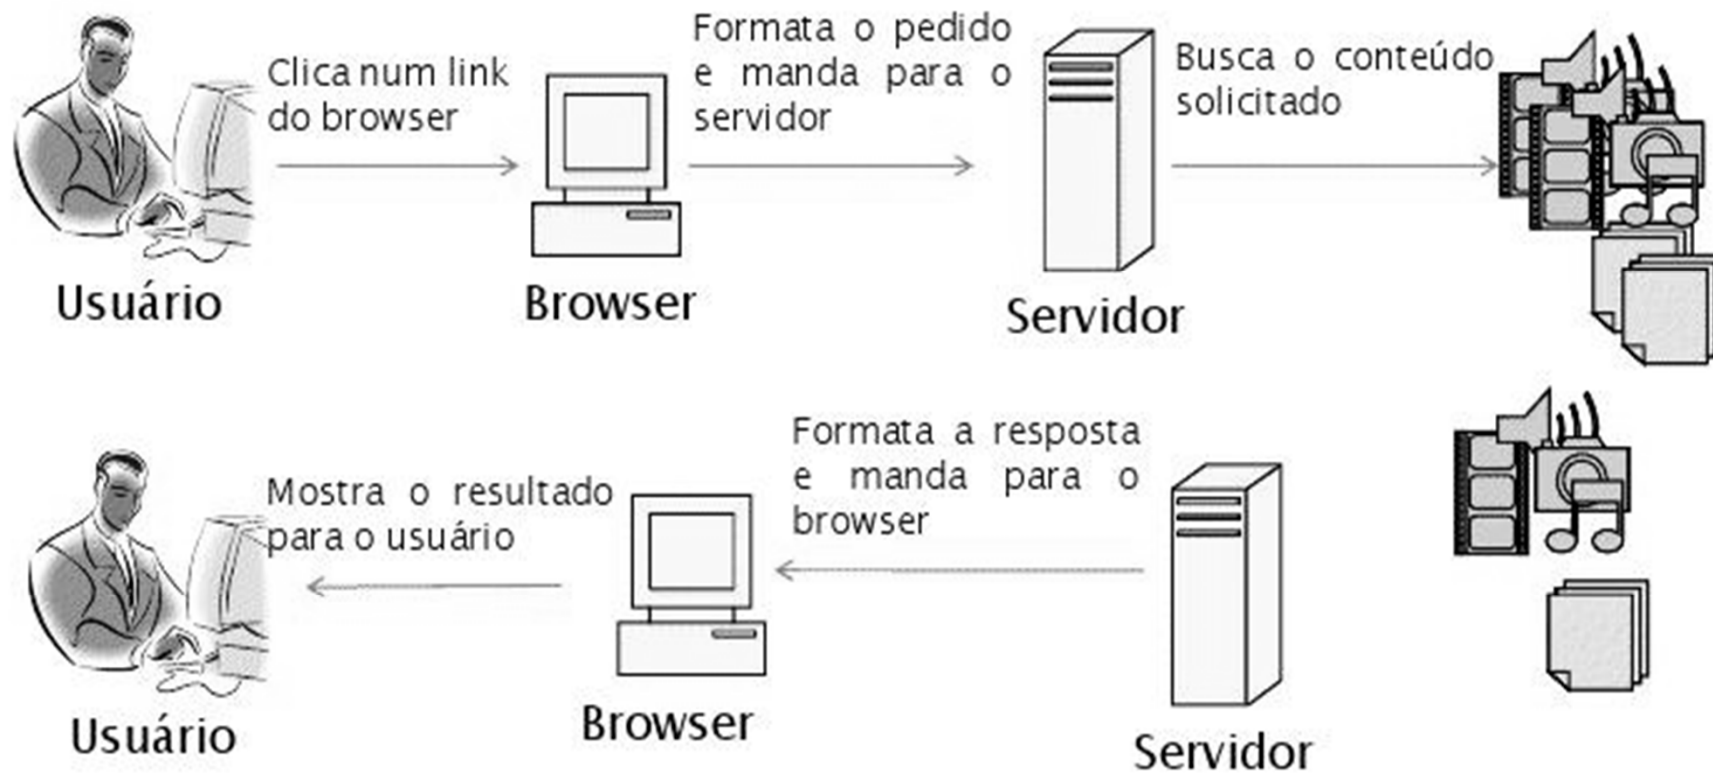 Clica num link
do browser
Formata o pedido
e manda para o
servidor
Busca o conteúdo
solicitado
Usuário
Browser
Servidor
Mostra o resultado
para o usuário
Formata a resposta
e manda para o
browser
Usuário
Browser
Servidor